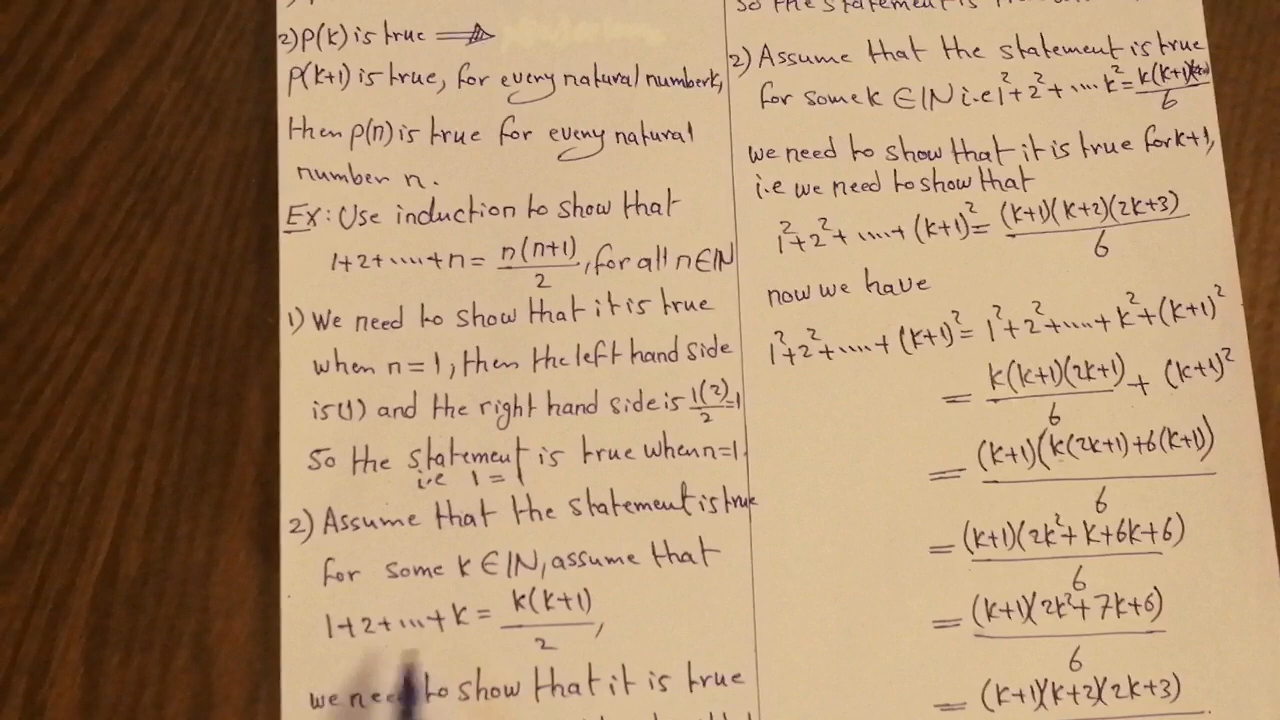 2) P(k) is true ⟹
P(k+1) is true, for every natural number k,
then p(n) is true for every natural
number n.
Ex: Use induction to show that
1+2+....+n = n(n+1)/2, for all n∈ℕ
1) We need to show that it is true
when n=1, then the left hand side
is (1) and the right hand side is 1(2)/2=1
So the statement is true when n=1
i.e 1 = 1
2) Assume that the statement is true
for some k∈ℕ, assume that
1+2+....+k = k(k+1)/2,
we need to show that it is true
so the statement is
2) Assume that the statement is true
for some k ∈ℕ i.e 1²+2²+....k²= k(k+1)/6
we need to show that it is true for k+1,
i.e we need to show that
1²+2²+....+(k+1)²= (k+1)(k+2)(2k+3)/6
now we have
1²+2²+....+(k+1)²= 1²+2²+....+k²+(k+1)²
= k(k+1)(2k+1)/6 + (k+1)²
= (k+1)(k(2k+1)+6(k+1))/6
= (k+1)(2k²+k+6k+6)/6
= (k+1)(2k²+7k+6)/6
= (k+1)(k+2)(2k+3)